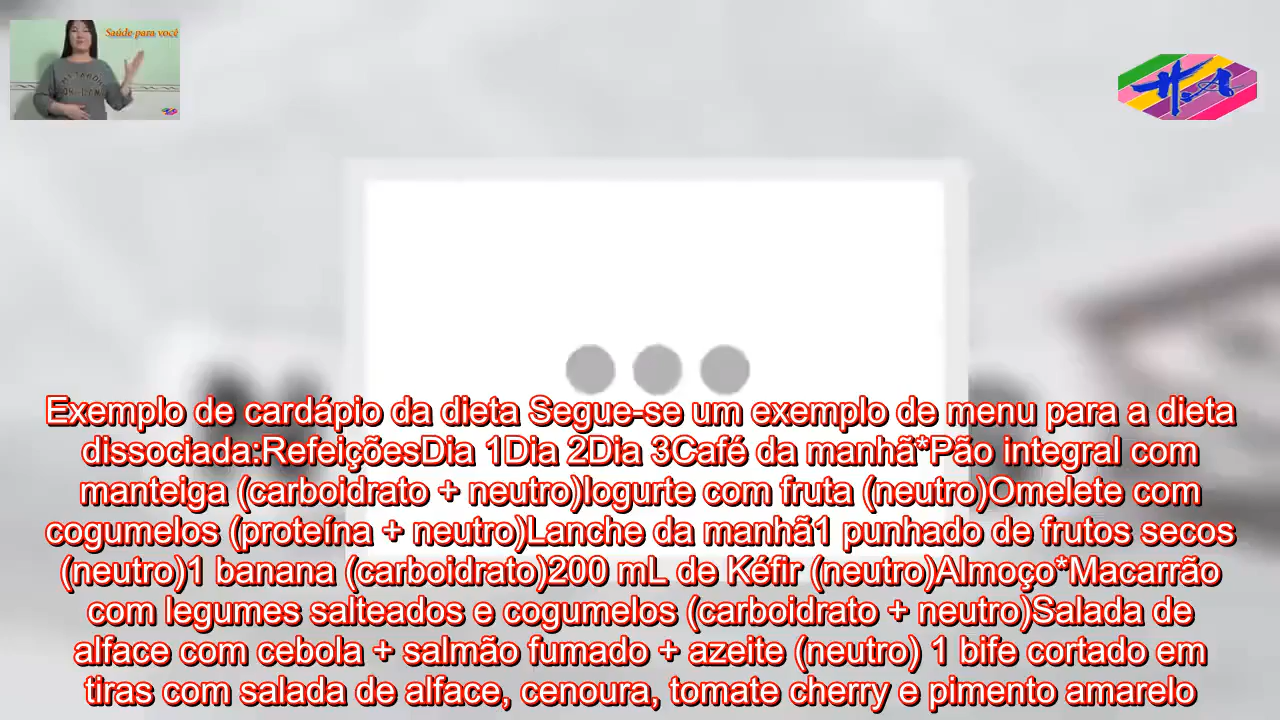 Saúde para você
H.A
Exemplo de cardápio da dieta Segue-se um exemplo de menu para a dieta
dissociada:RefeiçõesDia 1Dia 2Dia 3Café da manhã*Pão integral com
manteiga (carboidrato + neutro)Iogurte com fruta (neutro)Omelete com
cogumelos (proteína + neutro)Lanche da manhã1 punhado de frutos secos
(neutro)1 banana (carboidrato)200 mL de Kéfir (neutro)Almoço*Macarrão
com legumes salteados e cogumelos (carboidrato + neutro)Salada de
alface com cebola + salmão fumado + azeite (neutro) 1 bife cortado em
tiras com salada de alface, cenoura, tomate cherry e pimento amarelo